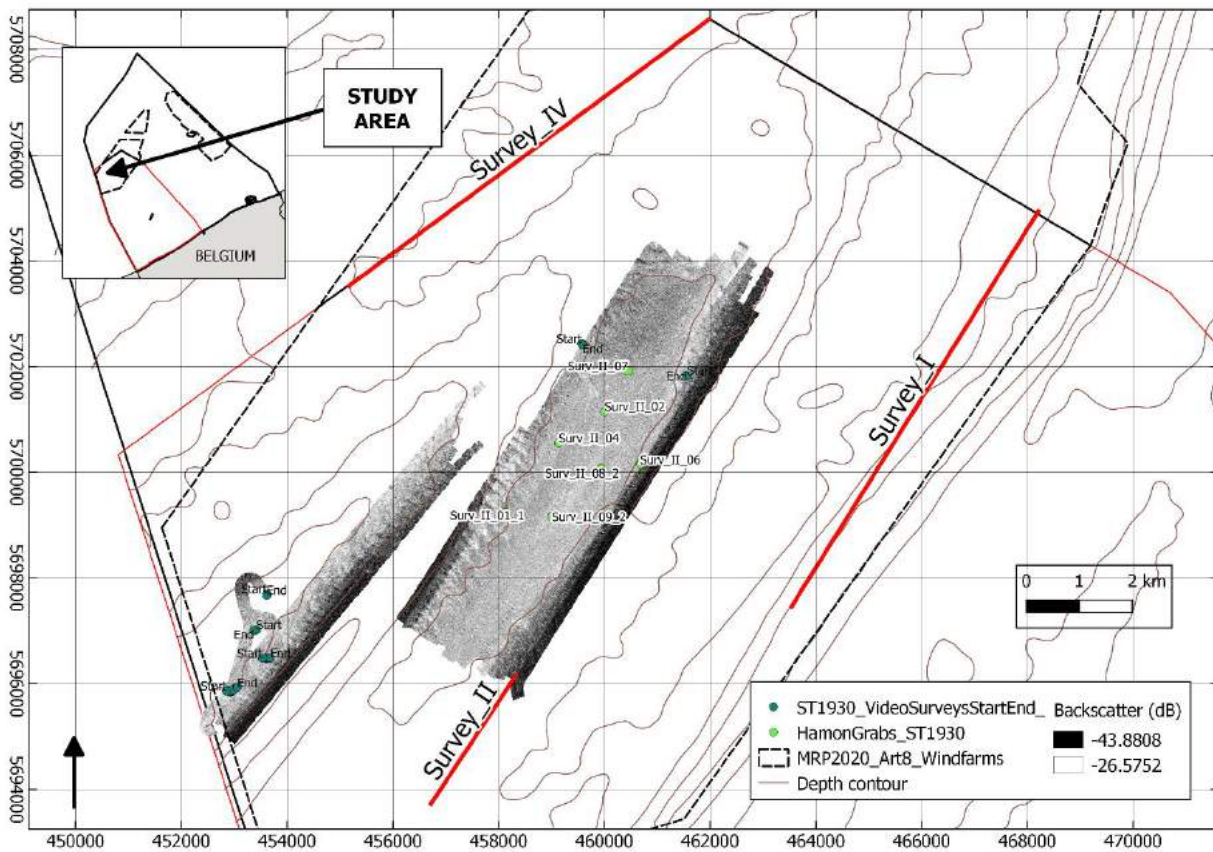 STUDY
AREA
BELGIUM
Survey_IV
Survey_I
Survey_II
Start
End
Surv_II_07
End
Start
Surv_II_02
Surv_II_04
Surv_II_08_2
Surv_II_06
Surv_II_01_1
Surv_II_09_2
Start
End
Start
End
Start
End
Start
End
0 1 2 km
ST1930_VideoSurveysStartEnd_
HamonGrabs_ST1930
MRP2020_Art8_Windfarms
Depth contour
Backscatter (dB)
-43.8808
-26.5752
5708000
5706000
5704000
5702000
5700000
5698000
5696000
5694000
450000 452000 454000 456000 458000 460000 462000 464000 466000 468000 470000